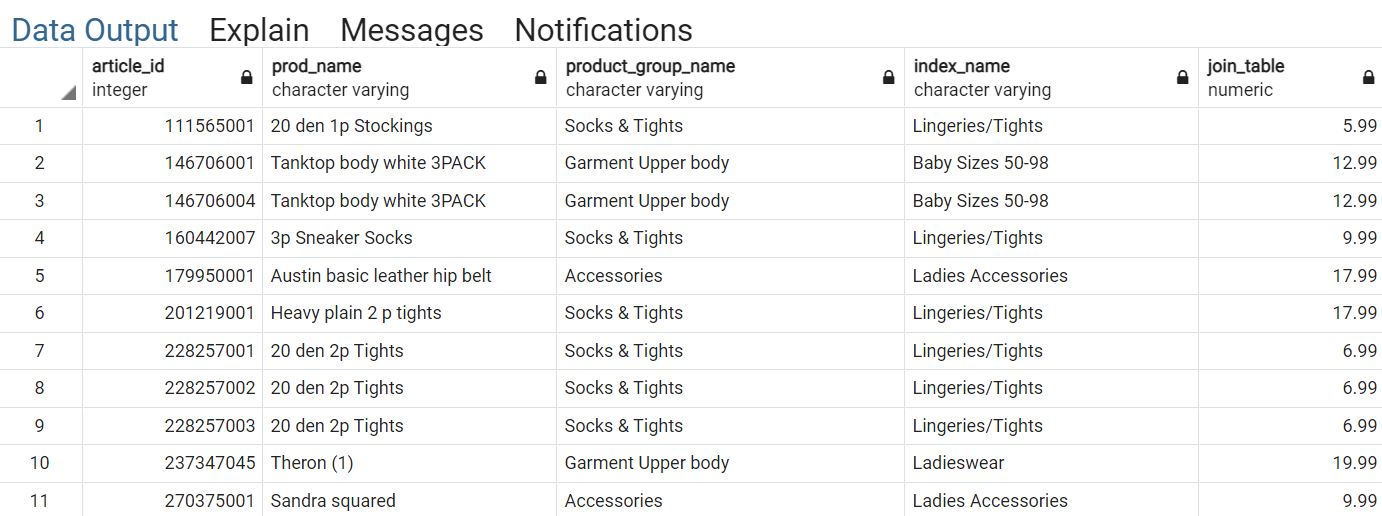 Data Output Explain Messages Notifications
article_id prod_name product_group_name index_name join_table
integer character varying character varying character varying numeric
1 111565001 20 den 1p Stockings Socks & Tights Lingeries/Tights 5.99
2 146706001 Tanktop body white 3PACK Garment Upper body Baby Sizes 50-98 12.99
3 146706004 Tanktop body white 3PACK Garment Upper body Baby Sizes 50-98 12.99
4 160442007 3p Sneaker Socks Socks & Tights Lingeries/Tights 9.99
5 179950001 Austin basic leather hip belt Accessories Ladies Accessories 17.99
6 201219001 Heavy plain 2 p tights Socks & Tights Lingeries/Tights 17.99
7 228257001 20 den 2p Tights Socks & Tights Lingeries/Tights 6.99
8 228257002 20 den 2p Tights Socks & Tights Lingeries/Tights 6.99
9 228257003 20 den 2p Tights Socks & Tights Lingeries/Tights 6.99
10 237347045 Theron (1) Garment Upper body Ladieswear 19.99
11 270375001 Sandra squared Accessories Ladies Accessories 9.99